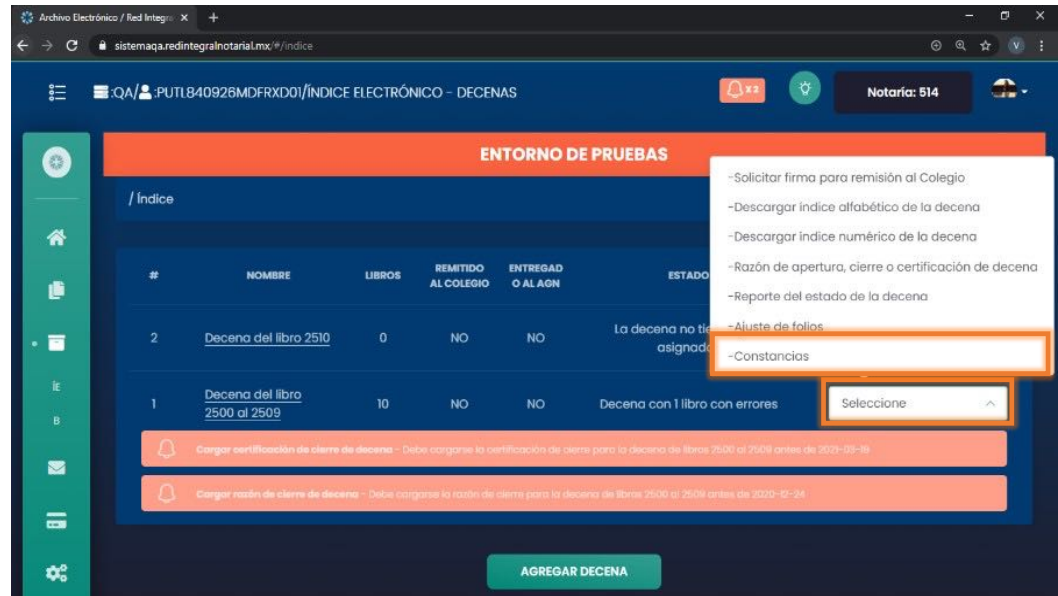 Archivo Electrónico / Red Integra
sistemaqa.redintegralnotarial.mx/#/indice
V
:QA/ :PUTL840926MDFRXD01/ÍNDICE ELECTRÓNICO - DECENAS
x2
Notaría: 514
ENTORNO DE PRUEBAS
/ Índice
-Solicitar firma para remisión al Colegio
-Descargar indice alfabético de la decena
-Descargar indice numérico de la decena
-Razón de apertura, cierre o certificación de decena
-Reporte del estado de la decena
-Ajuste de folios
-Constancias
# NOMBRE LIBROS REMITIDO AL COLEGIO ENTREGAD O AL AGN ESTADO
2 Decena del libro 2510 0 NO NO La decena no tie
asignado
1 Decena del libro 2500 al 2509 10 NO NO Decena con 1 libro con errores Seleccione
Cargar certificación de cierre de decena - Debe cargarse la certificación de cierre para la decena de libros 2500 al 2509 antes de 2021-03-19
Cargar razón de cierre de decena - Debe cargarse la razón de cierre para la decena de libros 2500 al 2509 antes de 2020-12-24
IE
B
AGREGAR DECENA